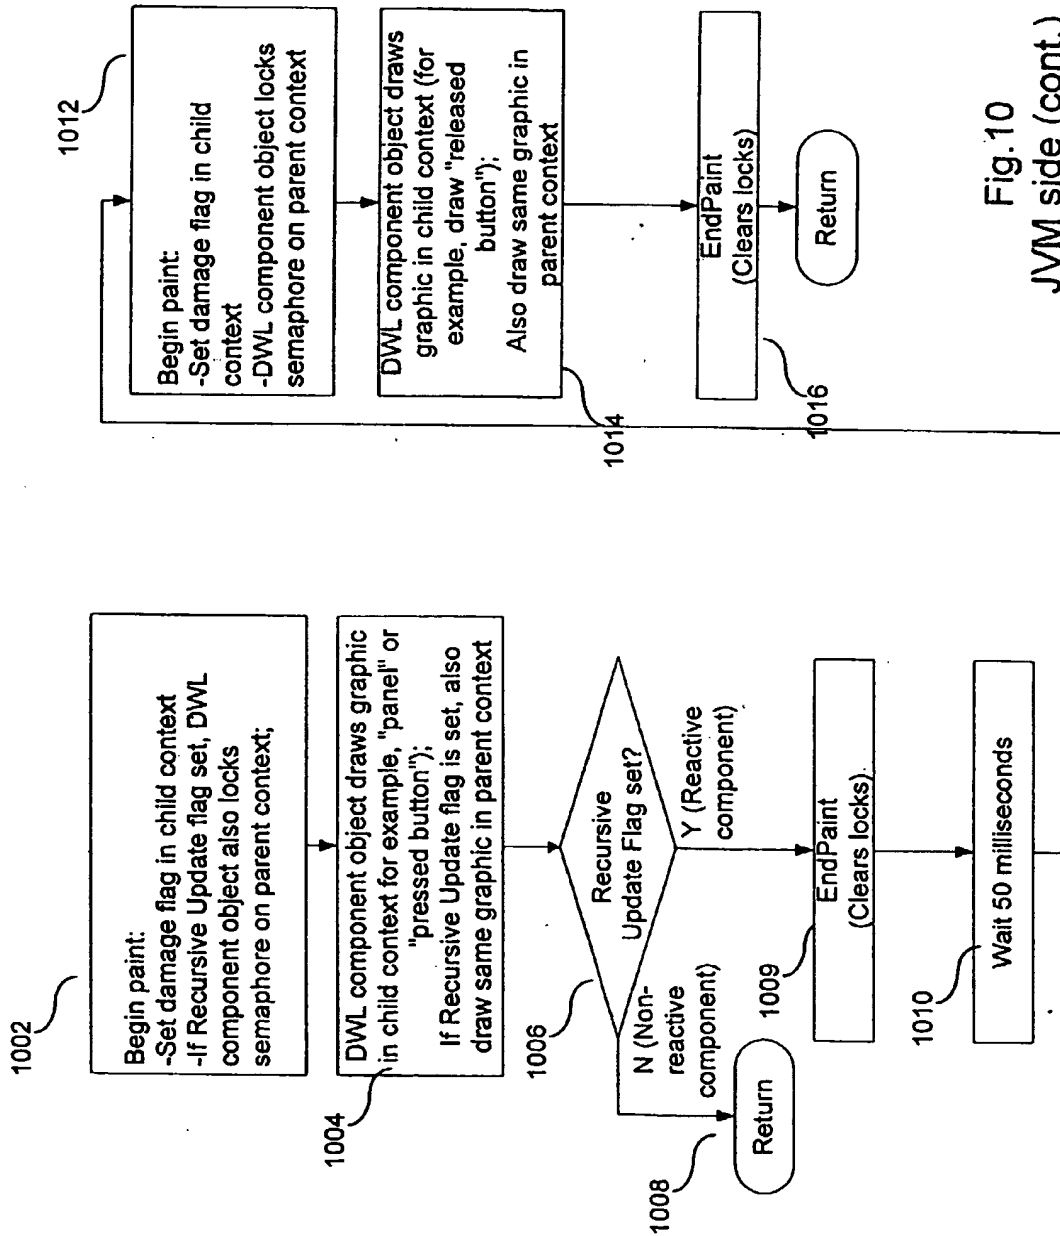 1002
Begin paint:
-Set damage flag in child context
-If Recursive Update flag set, DWL
component object also locks
semaphore on parent context;
DWL component object draws graphic
in child context for example, "panel" or
"pressed button");
If Recursive Update flag is set, also
draw same graphic in parent context
1004
Recursive
Update Flag set?
1006
N (Non-
reactive
component)
Y (Reactive
component)
1008
Return
EndPaint
(Clears locks)
1009
Wait 50 milliseconds
1010
1012
Begin paint:
-Set damage flag in child
context
-DWL component object locks
semaphore on parent context
DWL component object draws
graphic in child context (for
example, draw "released
button");
Also draw same graphic in
parent context
1014
EndPaint
(Clears locks)
1016
Return
Fig.10
JVM side (cont.)